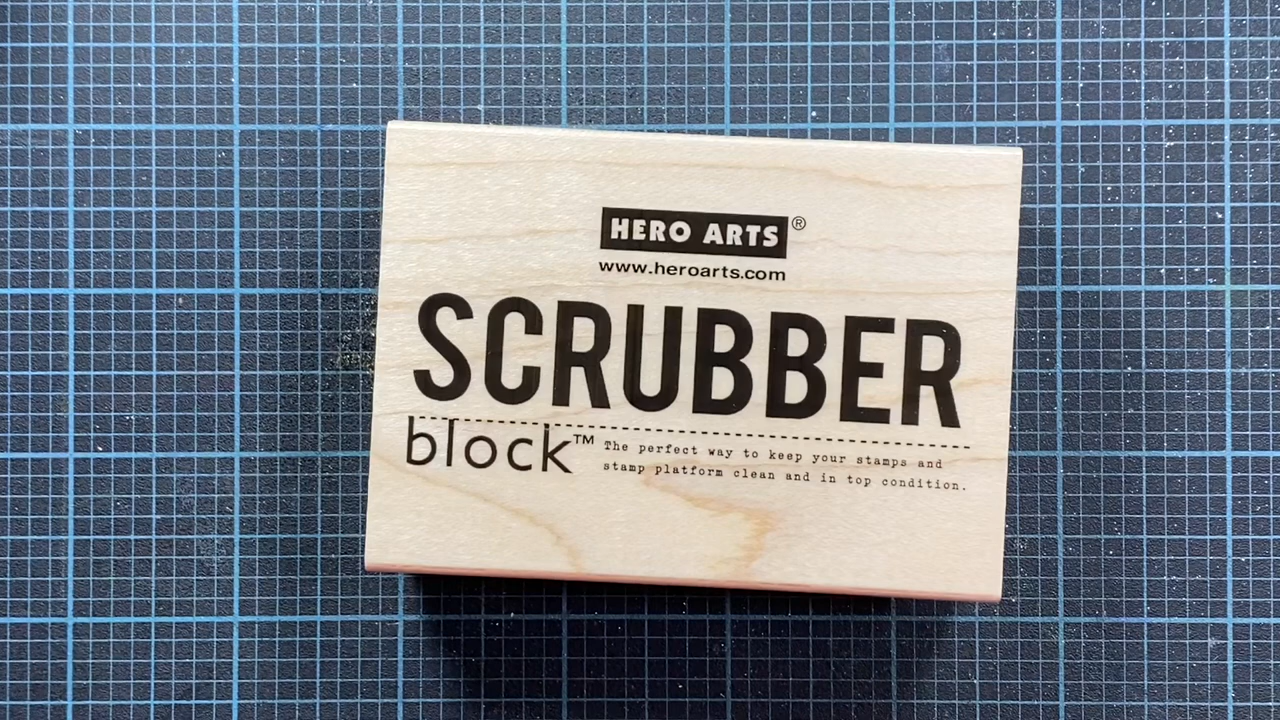 HERO ARTS®
www.heroarts.com
SCRUBBER
block™
The perfect way to keep your stamps and
stamp platform clean and in top condition.